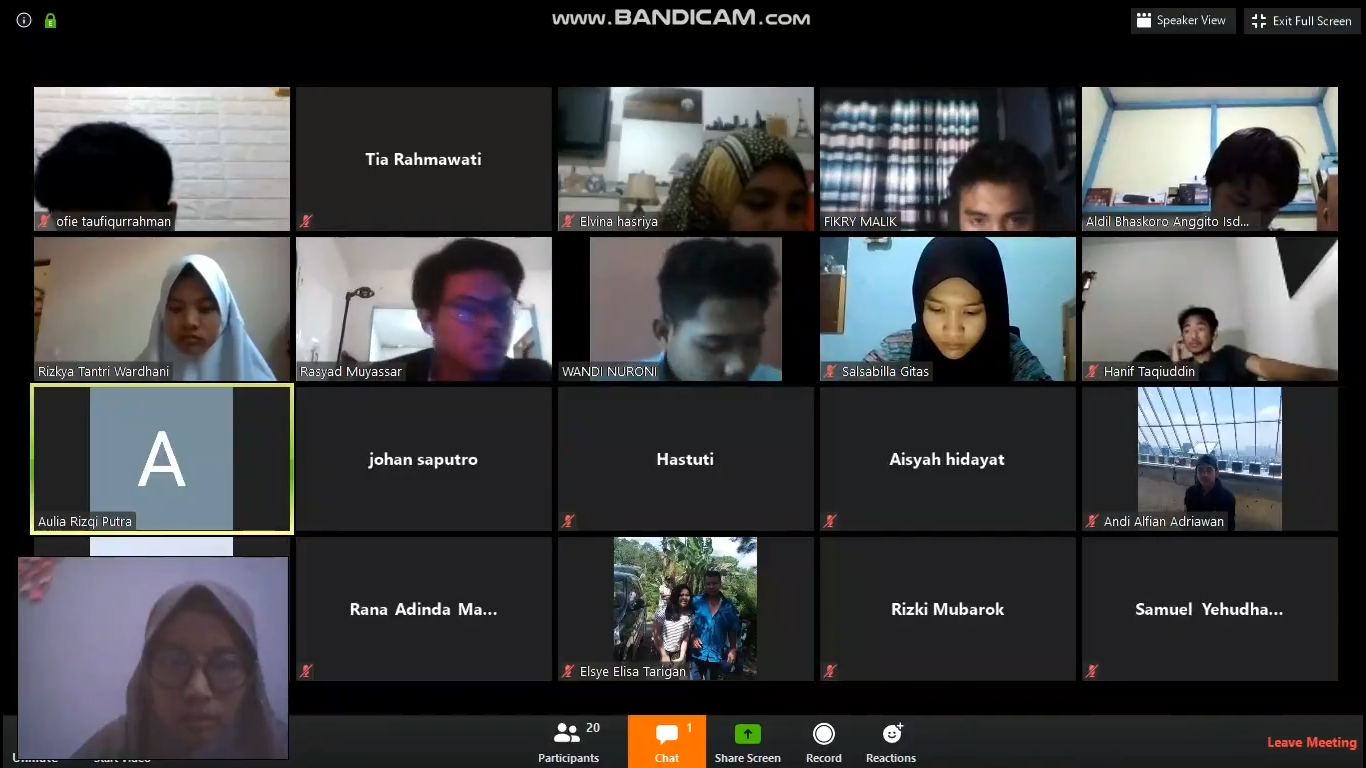 www.BANDICAM.com
Speaker View
Exit Full Screen
ofie taufiqurrahman
Tia Rahmawati
Elvina hasriya
FIKRY MALIK
Aldil Bhaskoro Anggito Isd...
Rizkya Tantri Wardhani
Rasyad Muyassar
WANDI NURONI
Salsabilla Gitas
Hanif Taqiuddin
A
Aulia Rizqi Putra
johan saputro
Hastuti
Aisyah hidayat
Andi Alfian Adriawan
Rana Adinda Ma...
Elsye Elisa Tarigan
Rizki Mubarok
Samuel Yehudha...
20
Participants
1
Chat
Share Screen
Record
Reactions
Leave Meeting